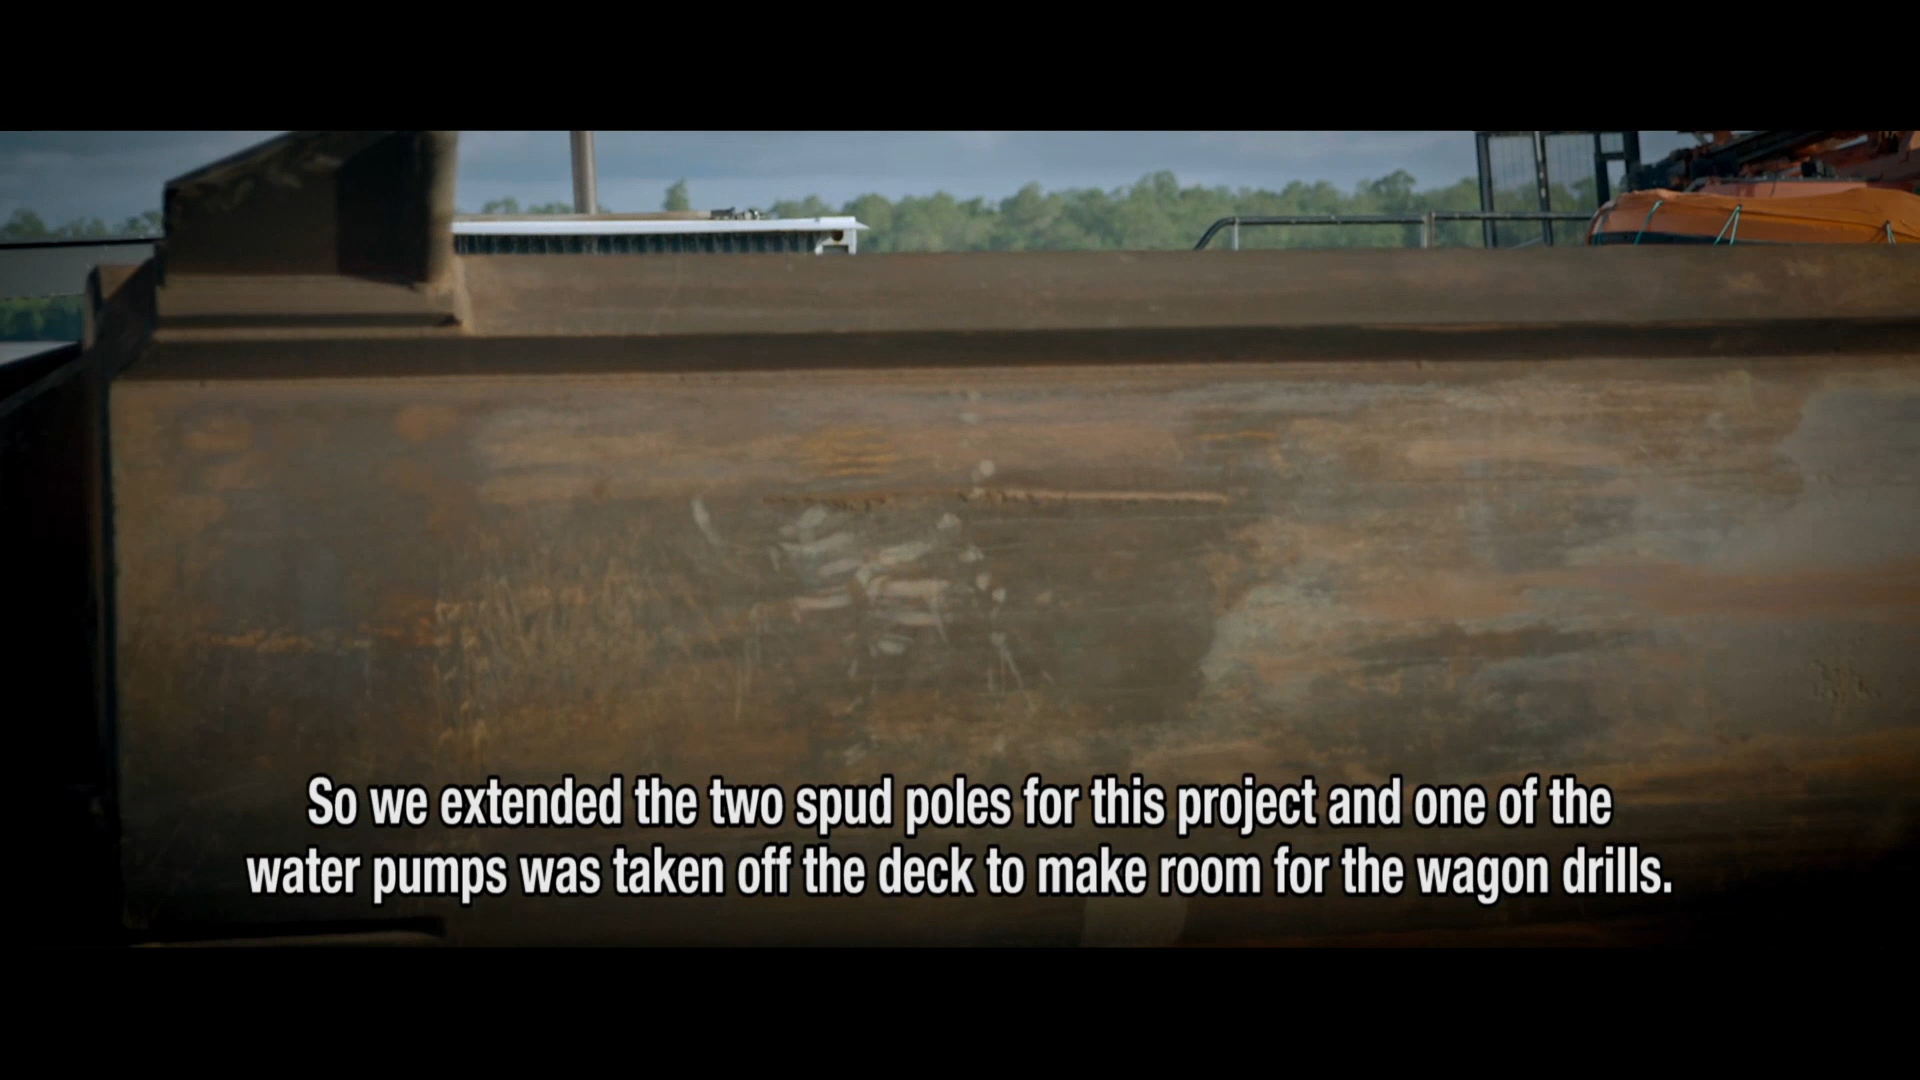 So we extended the two spud poles for this project and one of the
water pumps was taken off the deck to make room for the wagon drills.